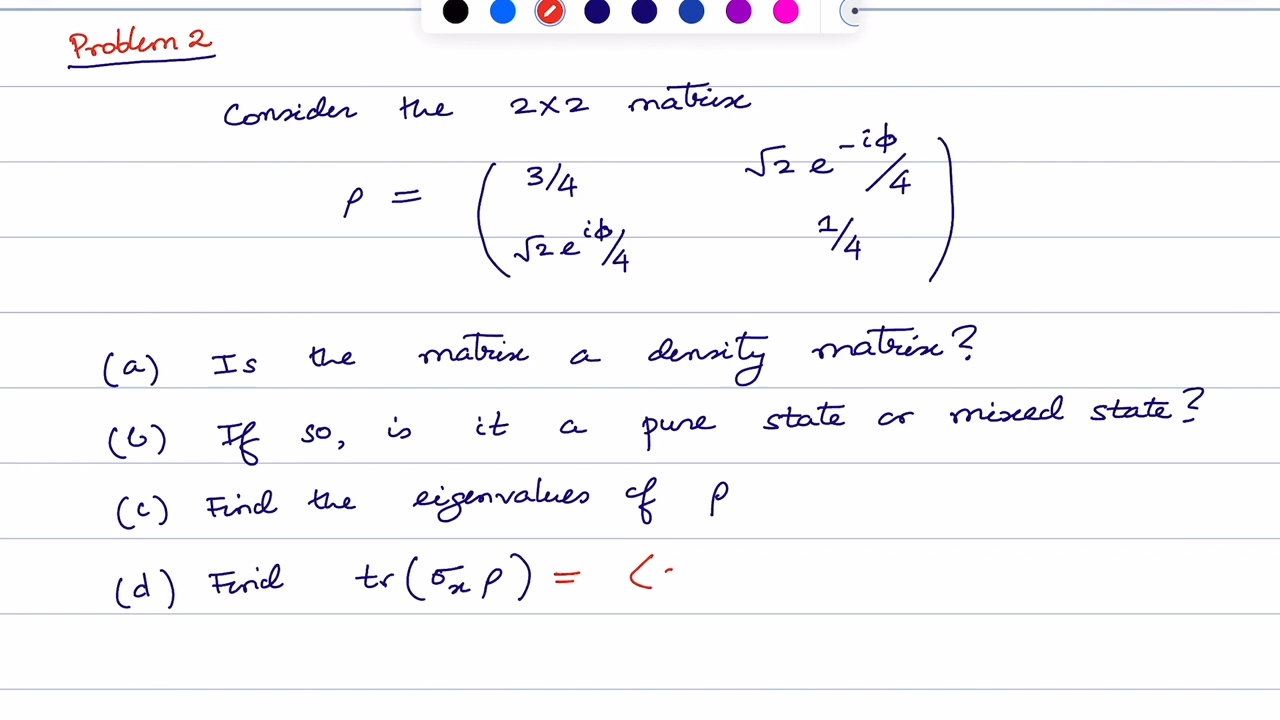 Problem 2
Consider the 2×2 matrix
ρ = ( 3/4 √2 e^{-iϕ}/4
√2 e^{iϕ}/4 1/4 )
(a) Is the matrix a density matrix?
(b) If so, is it a pure state or mixed state?
(c) Find the eigenvalues of ρ
(d) Find tr(σₓ ρ) = <